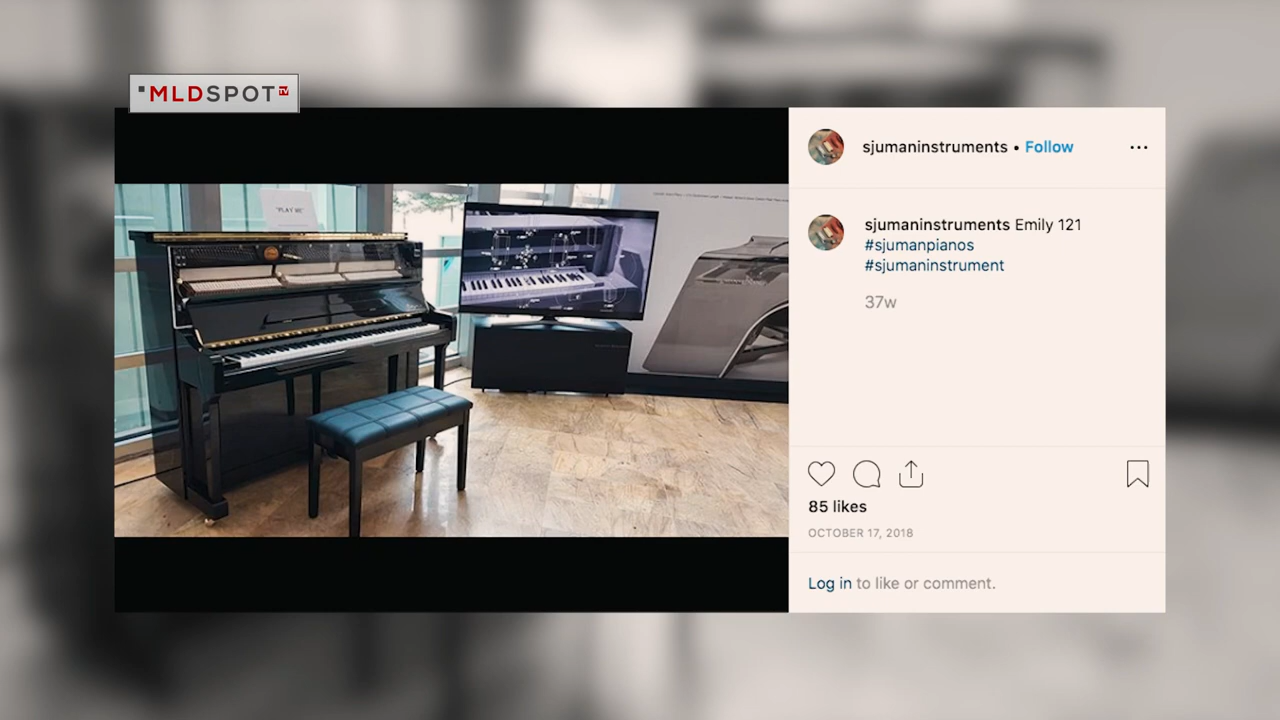 MLDSPOT TV
"PLAY ME"
sjumaninstruments • Follow
sjumaninstruments Emily 121
#sjumanpianos
#sjumaninstrument
37w
85 likes
OCTOBER 17, 2018
Log in to like or comment.